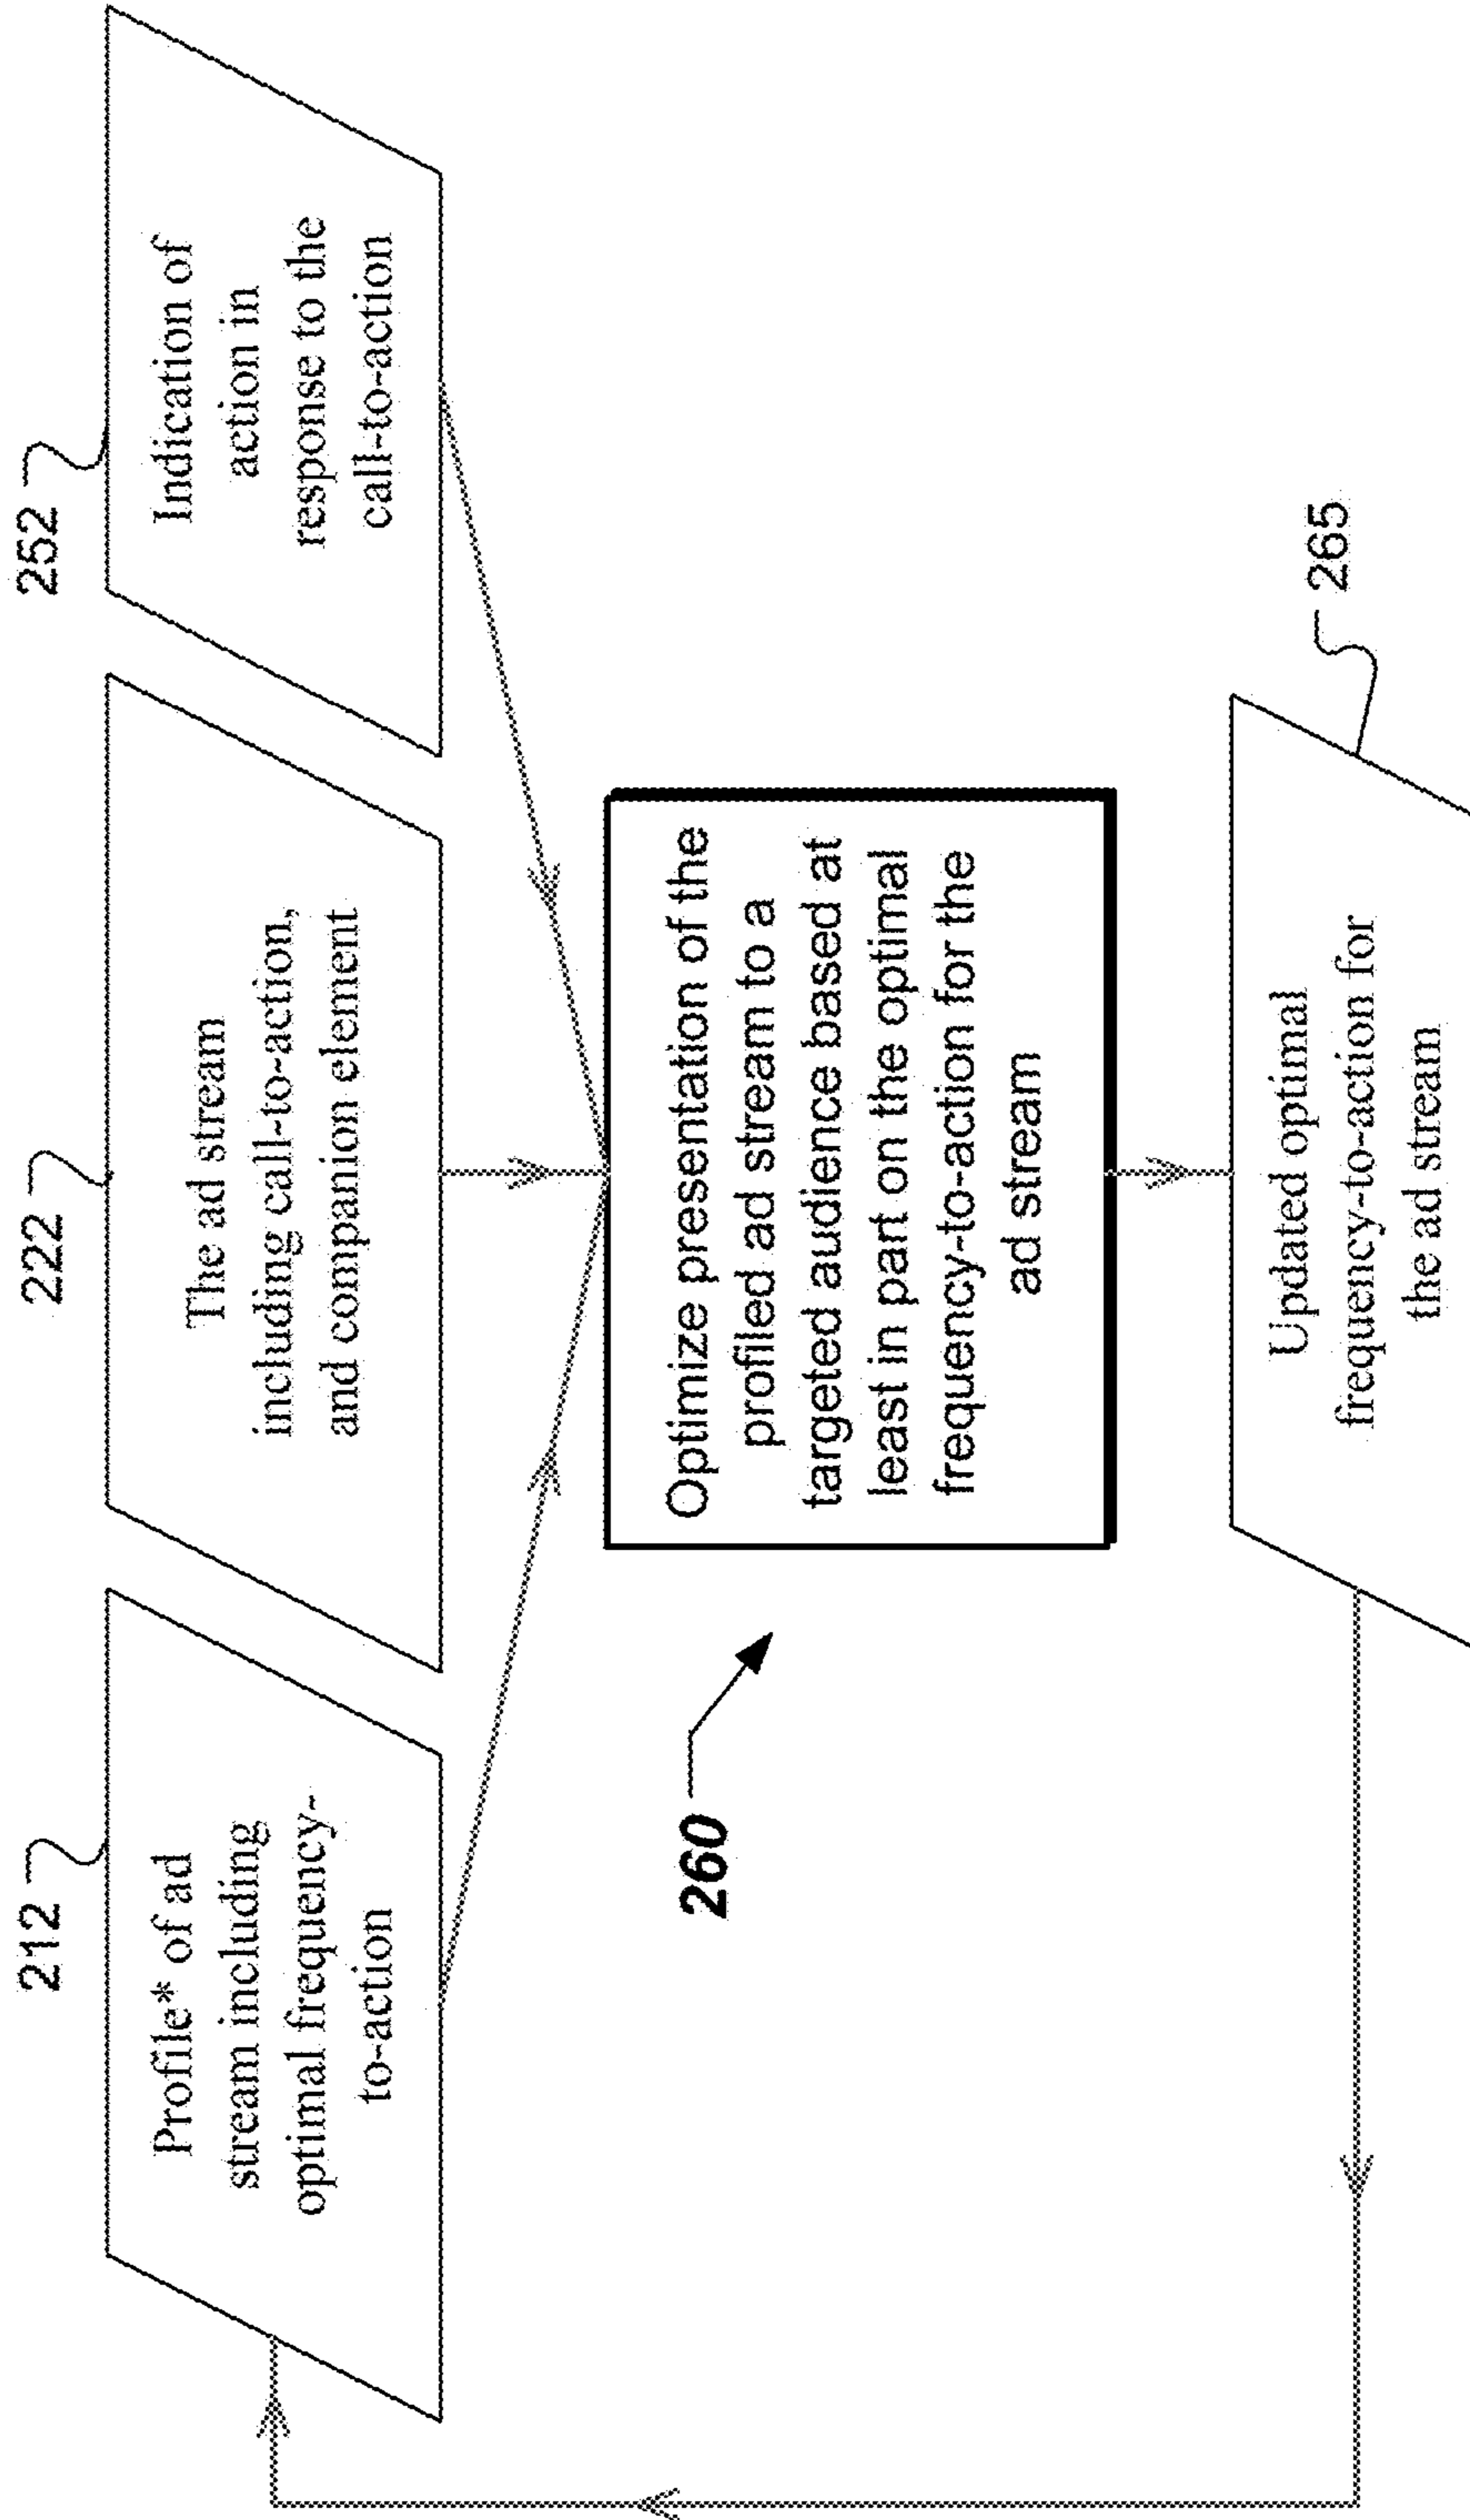 212
Profile* of ad
stream including
optimal frequency-
to-action
222
The ad stream
including call-to-action,
and companion element
252
Indication of
action in
response to the
call-to-action
260
Optimize presentation of the
profiled ad stream to a
targeted audience based at
least in part on the optimal
frequency-to-action for the
ad stream
265
Updated optimal
frequency-to-action for
the ad stream